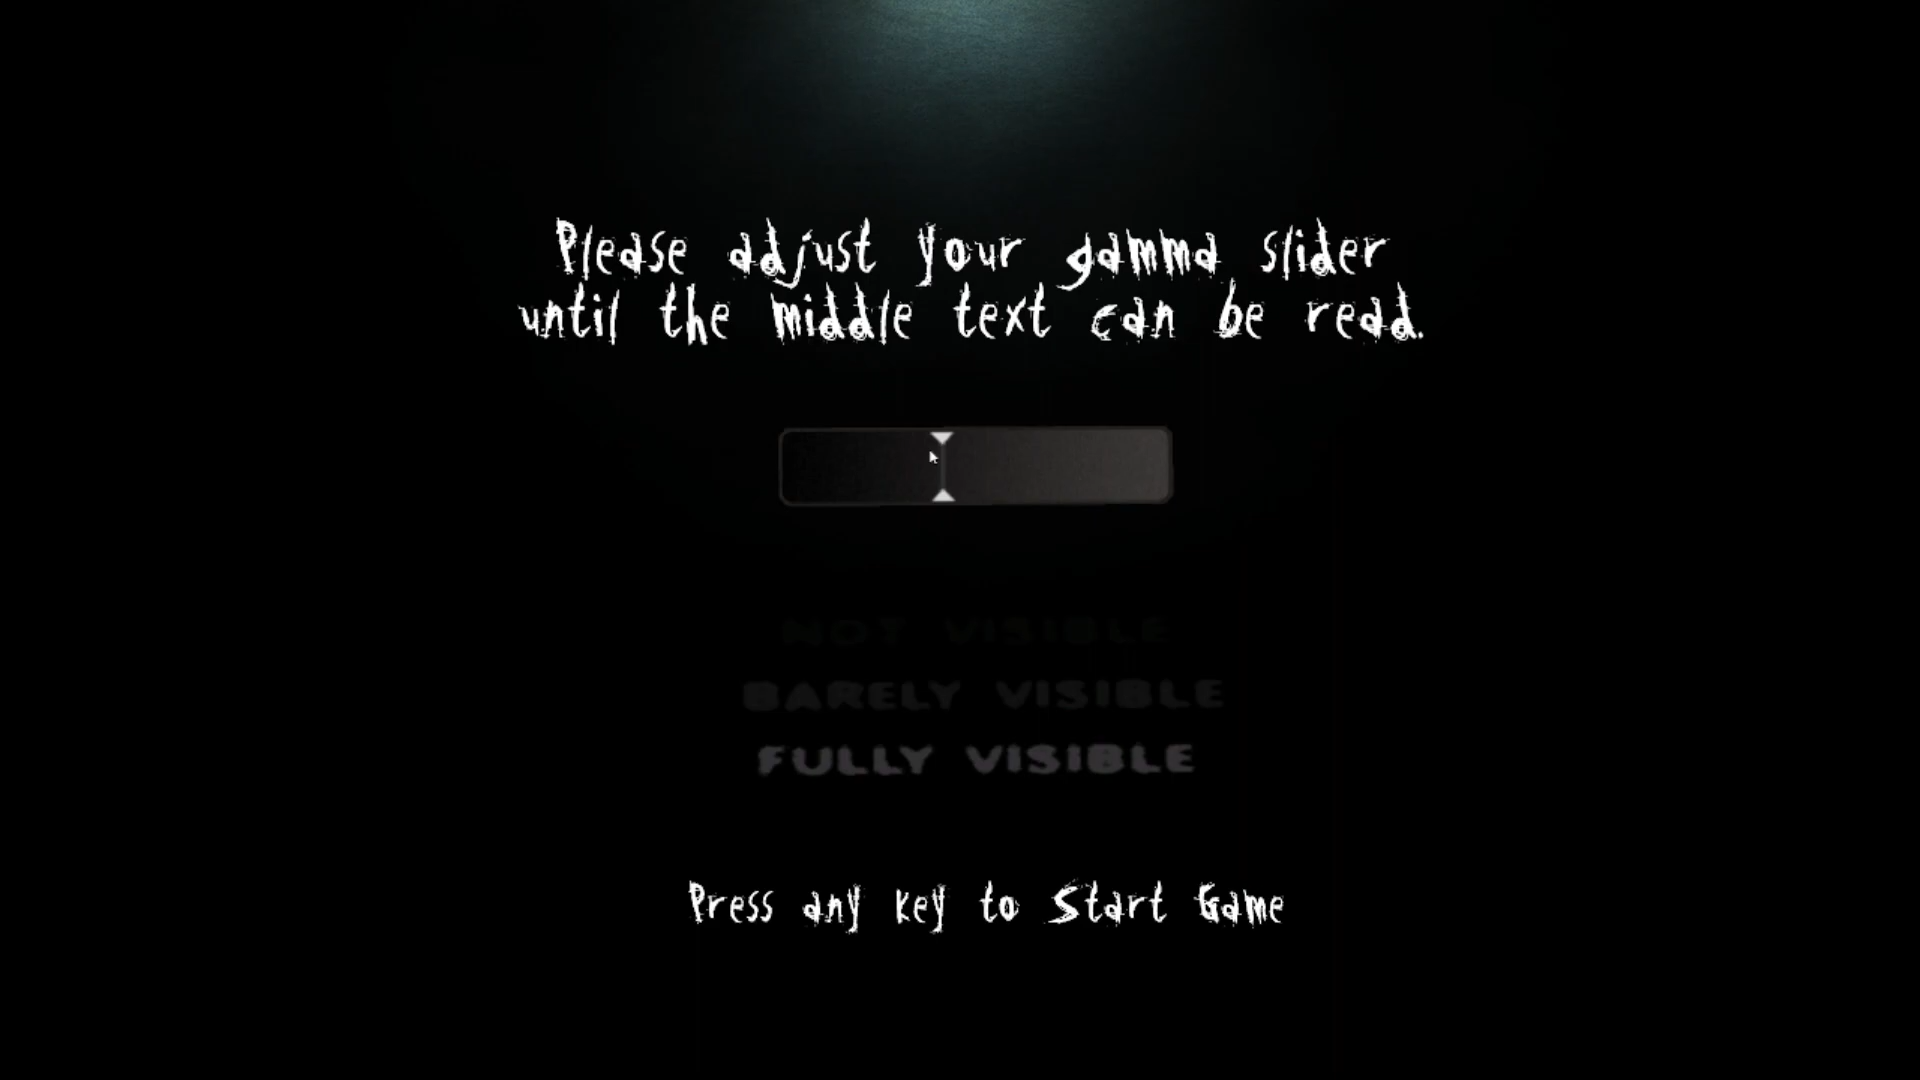 Please adjust your gamma slider
until the middle text can be read.
NOT VISIBLE
BARELY VISIBLE
FULLY VISIBLE
Press any key to Start Game